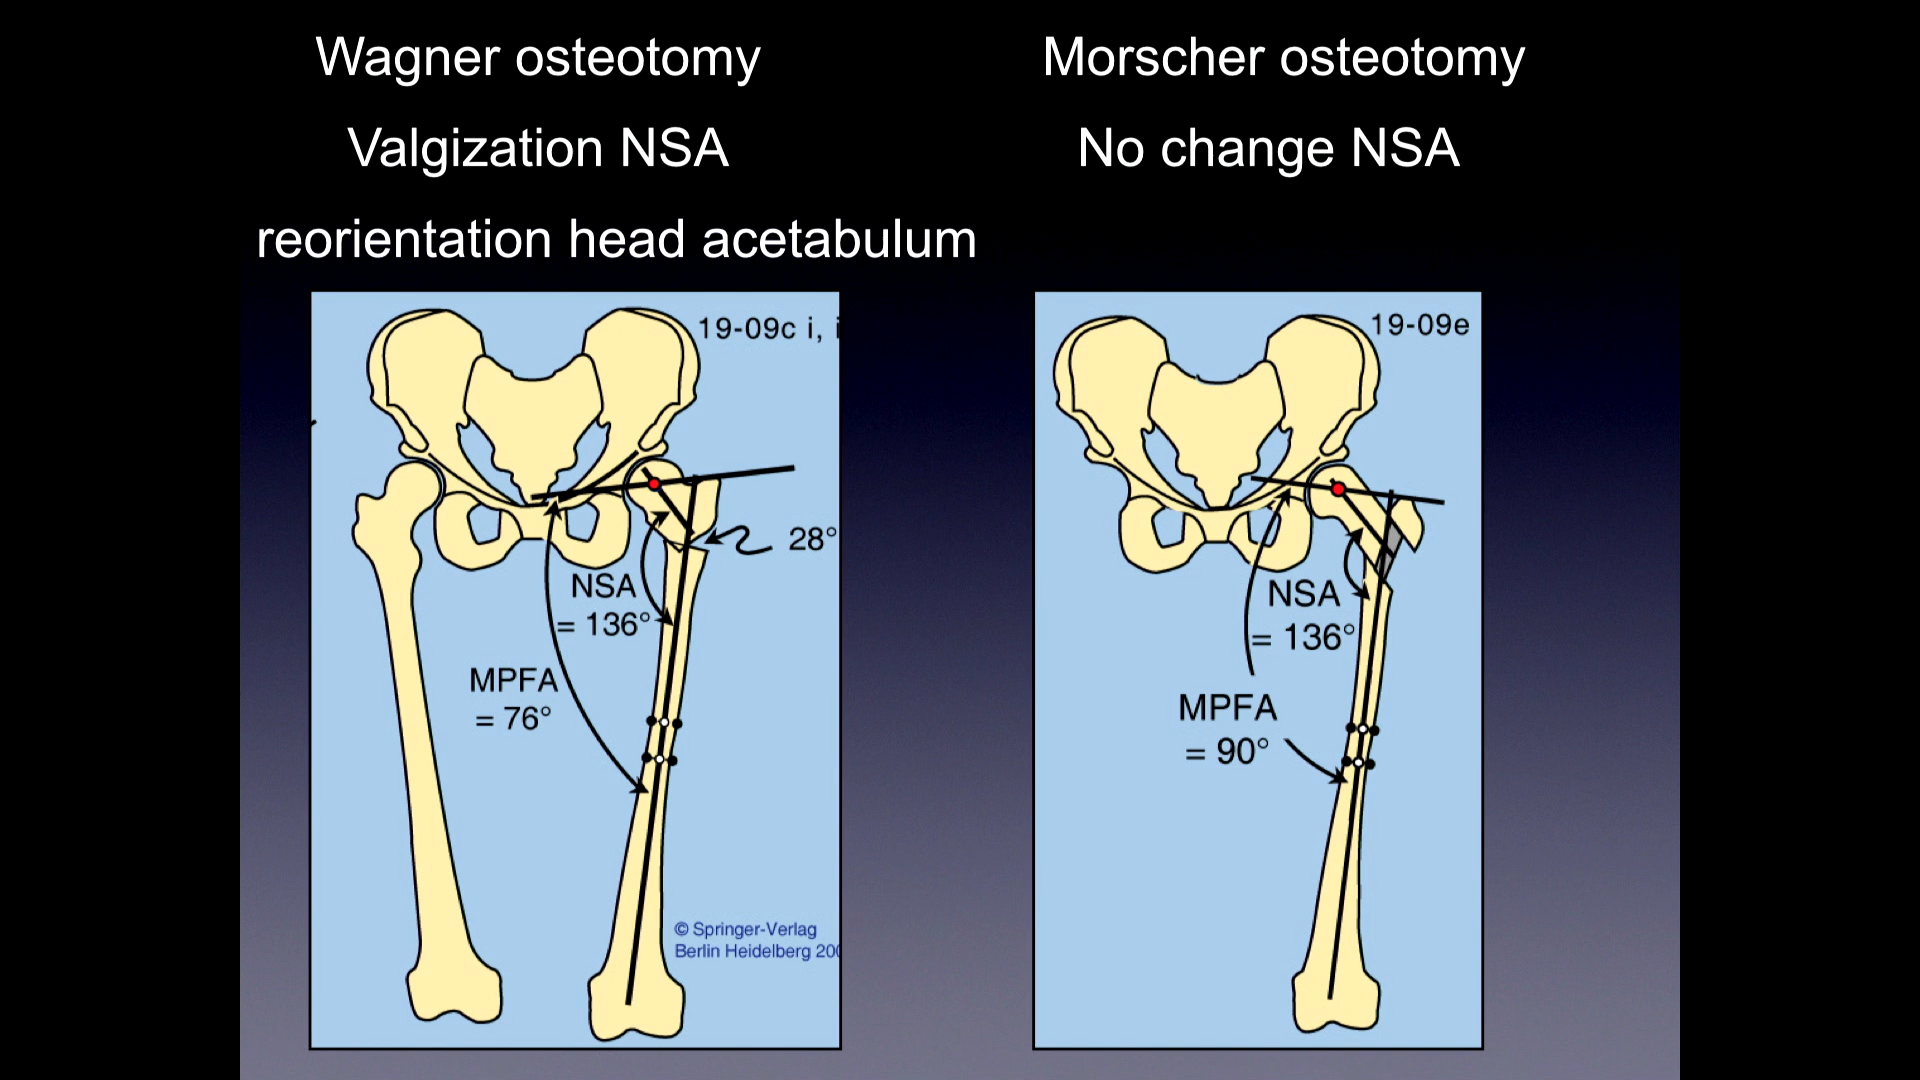 Wagner osteotomy
Valgization NSA
reorientation head acetabulum
19-09c i, i
28°
NSA
= 136°
MPFA
= 76°
© Springer-Verlag
Berlin Heidelberg 200
Morscher osteotomy
No change NSA
19-09e
NSA
= 136°
MPFA
= 90°